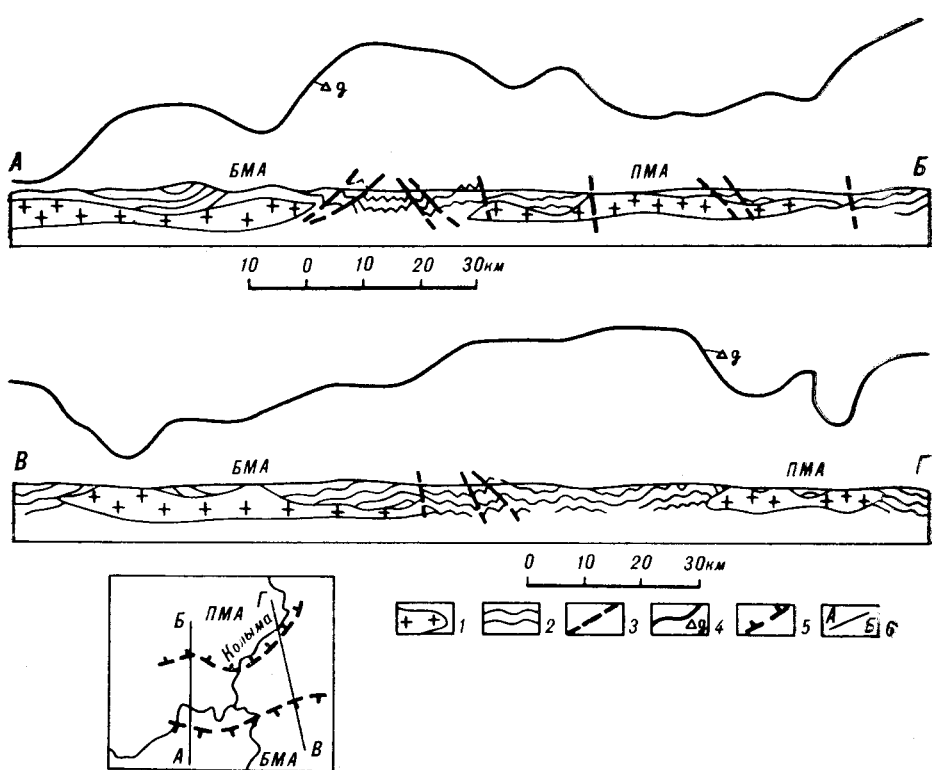 Δg
А БМА ПМА Б
10 0 10 20 30км
Δg
В БМА ПМА Г
0 10 20 30км
Б ПМА Г
Колыма
А БМА В
1 2 3 Δg 4 5 А Б 6